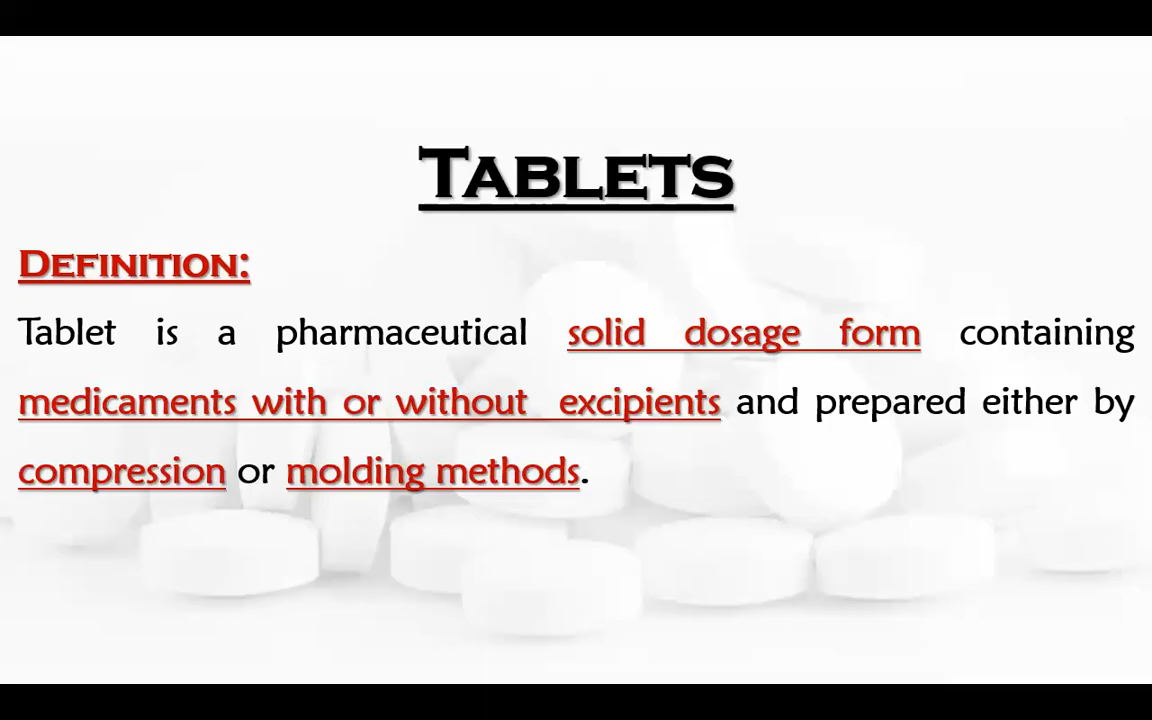 TABLETS
DEFINITION:
Tablet is a pharmaceutical solid dosage form containing
medicaments with or without excipients and prepared either by
compression or molding methods.